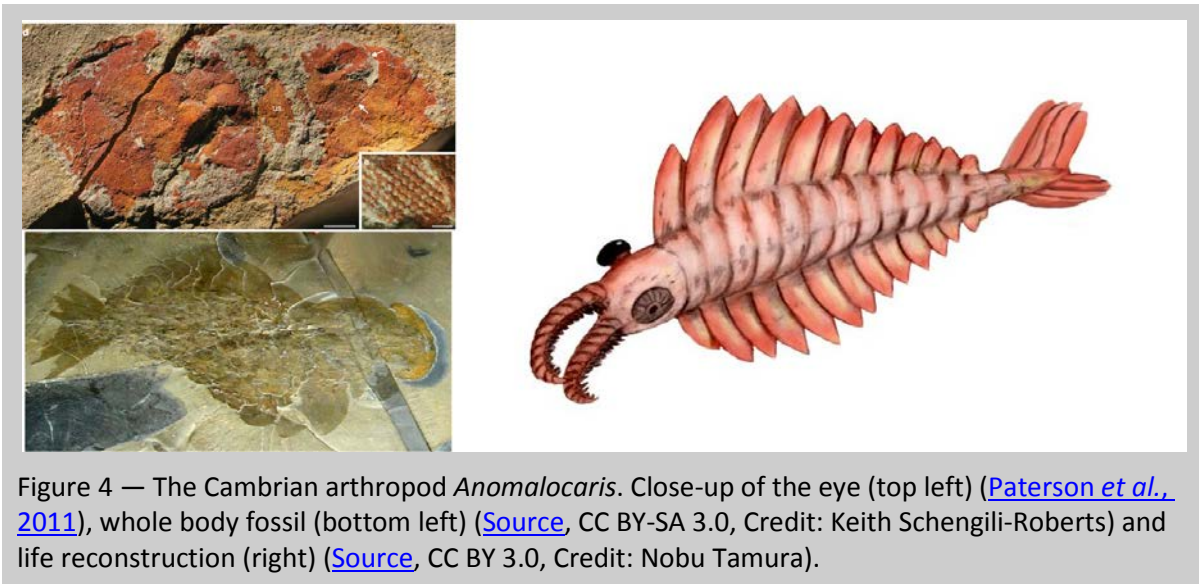 us
Figure 4 — The Cambrian arthropod Anomalocaris. Close-up of the eye (top left) (Paterson et al.,
2011), whole body fossil (bottom left) (Source, CC BY-SA 3.0, Credit: Keith Schengili-Roberts) and
life reconstruction (right) (Source, CC BY 3.0, Credit: Nobu Tamura).